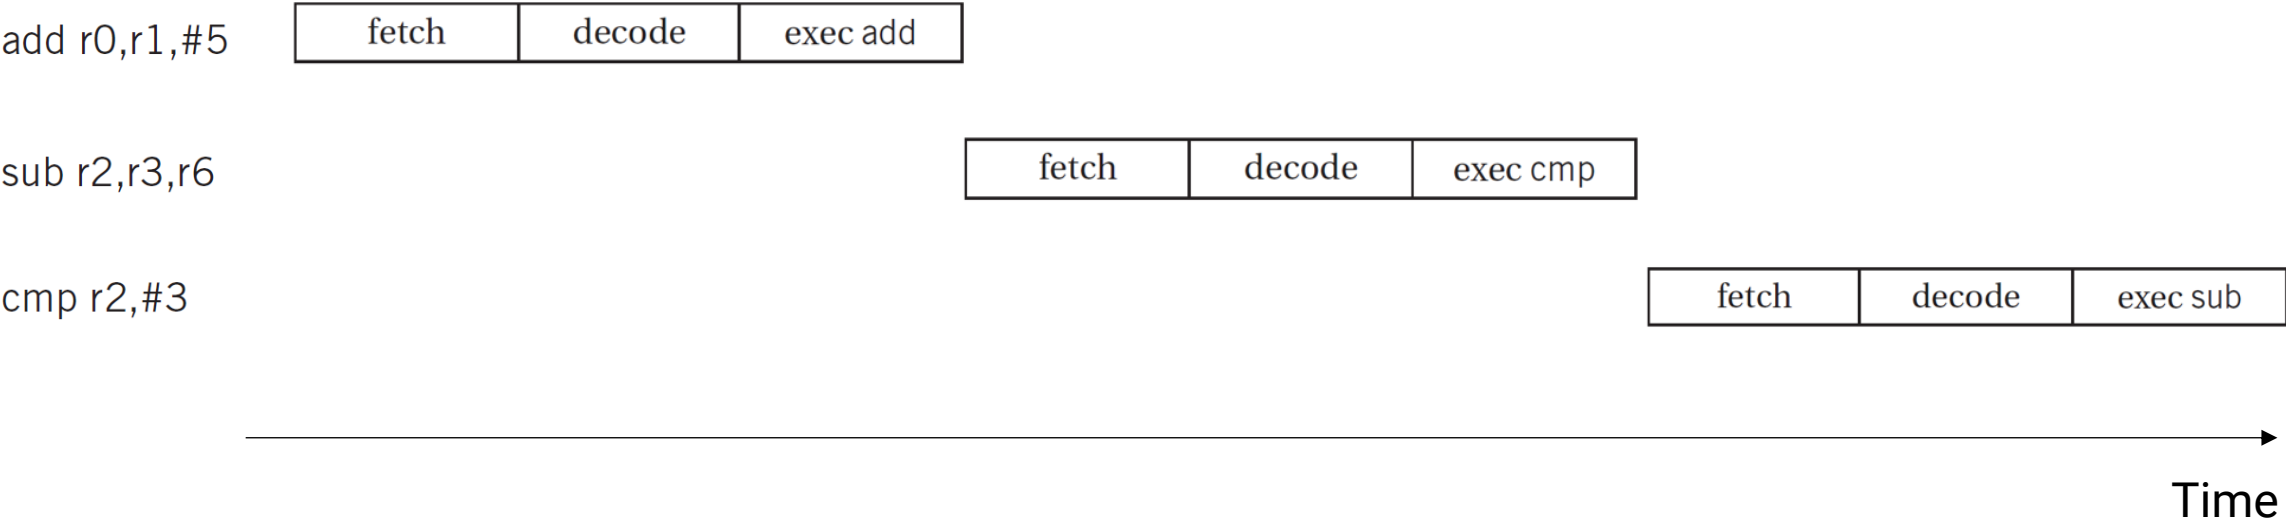 add r0,r1,#5 fetch decode exec add
sub r2,r3,r6 fetch decode exec cmp
cmp r2,#3 fetch decode exec sub
Time